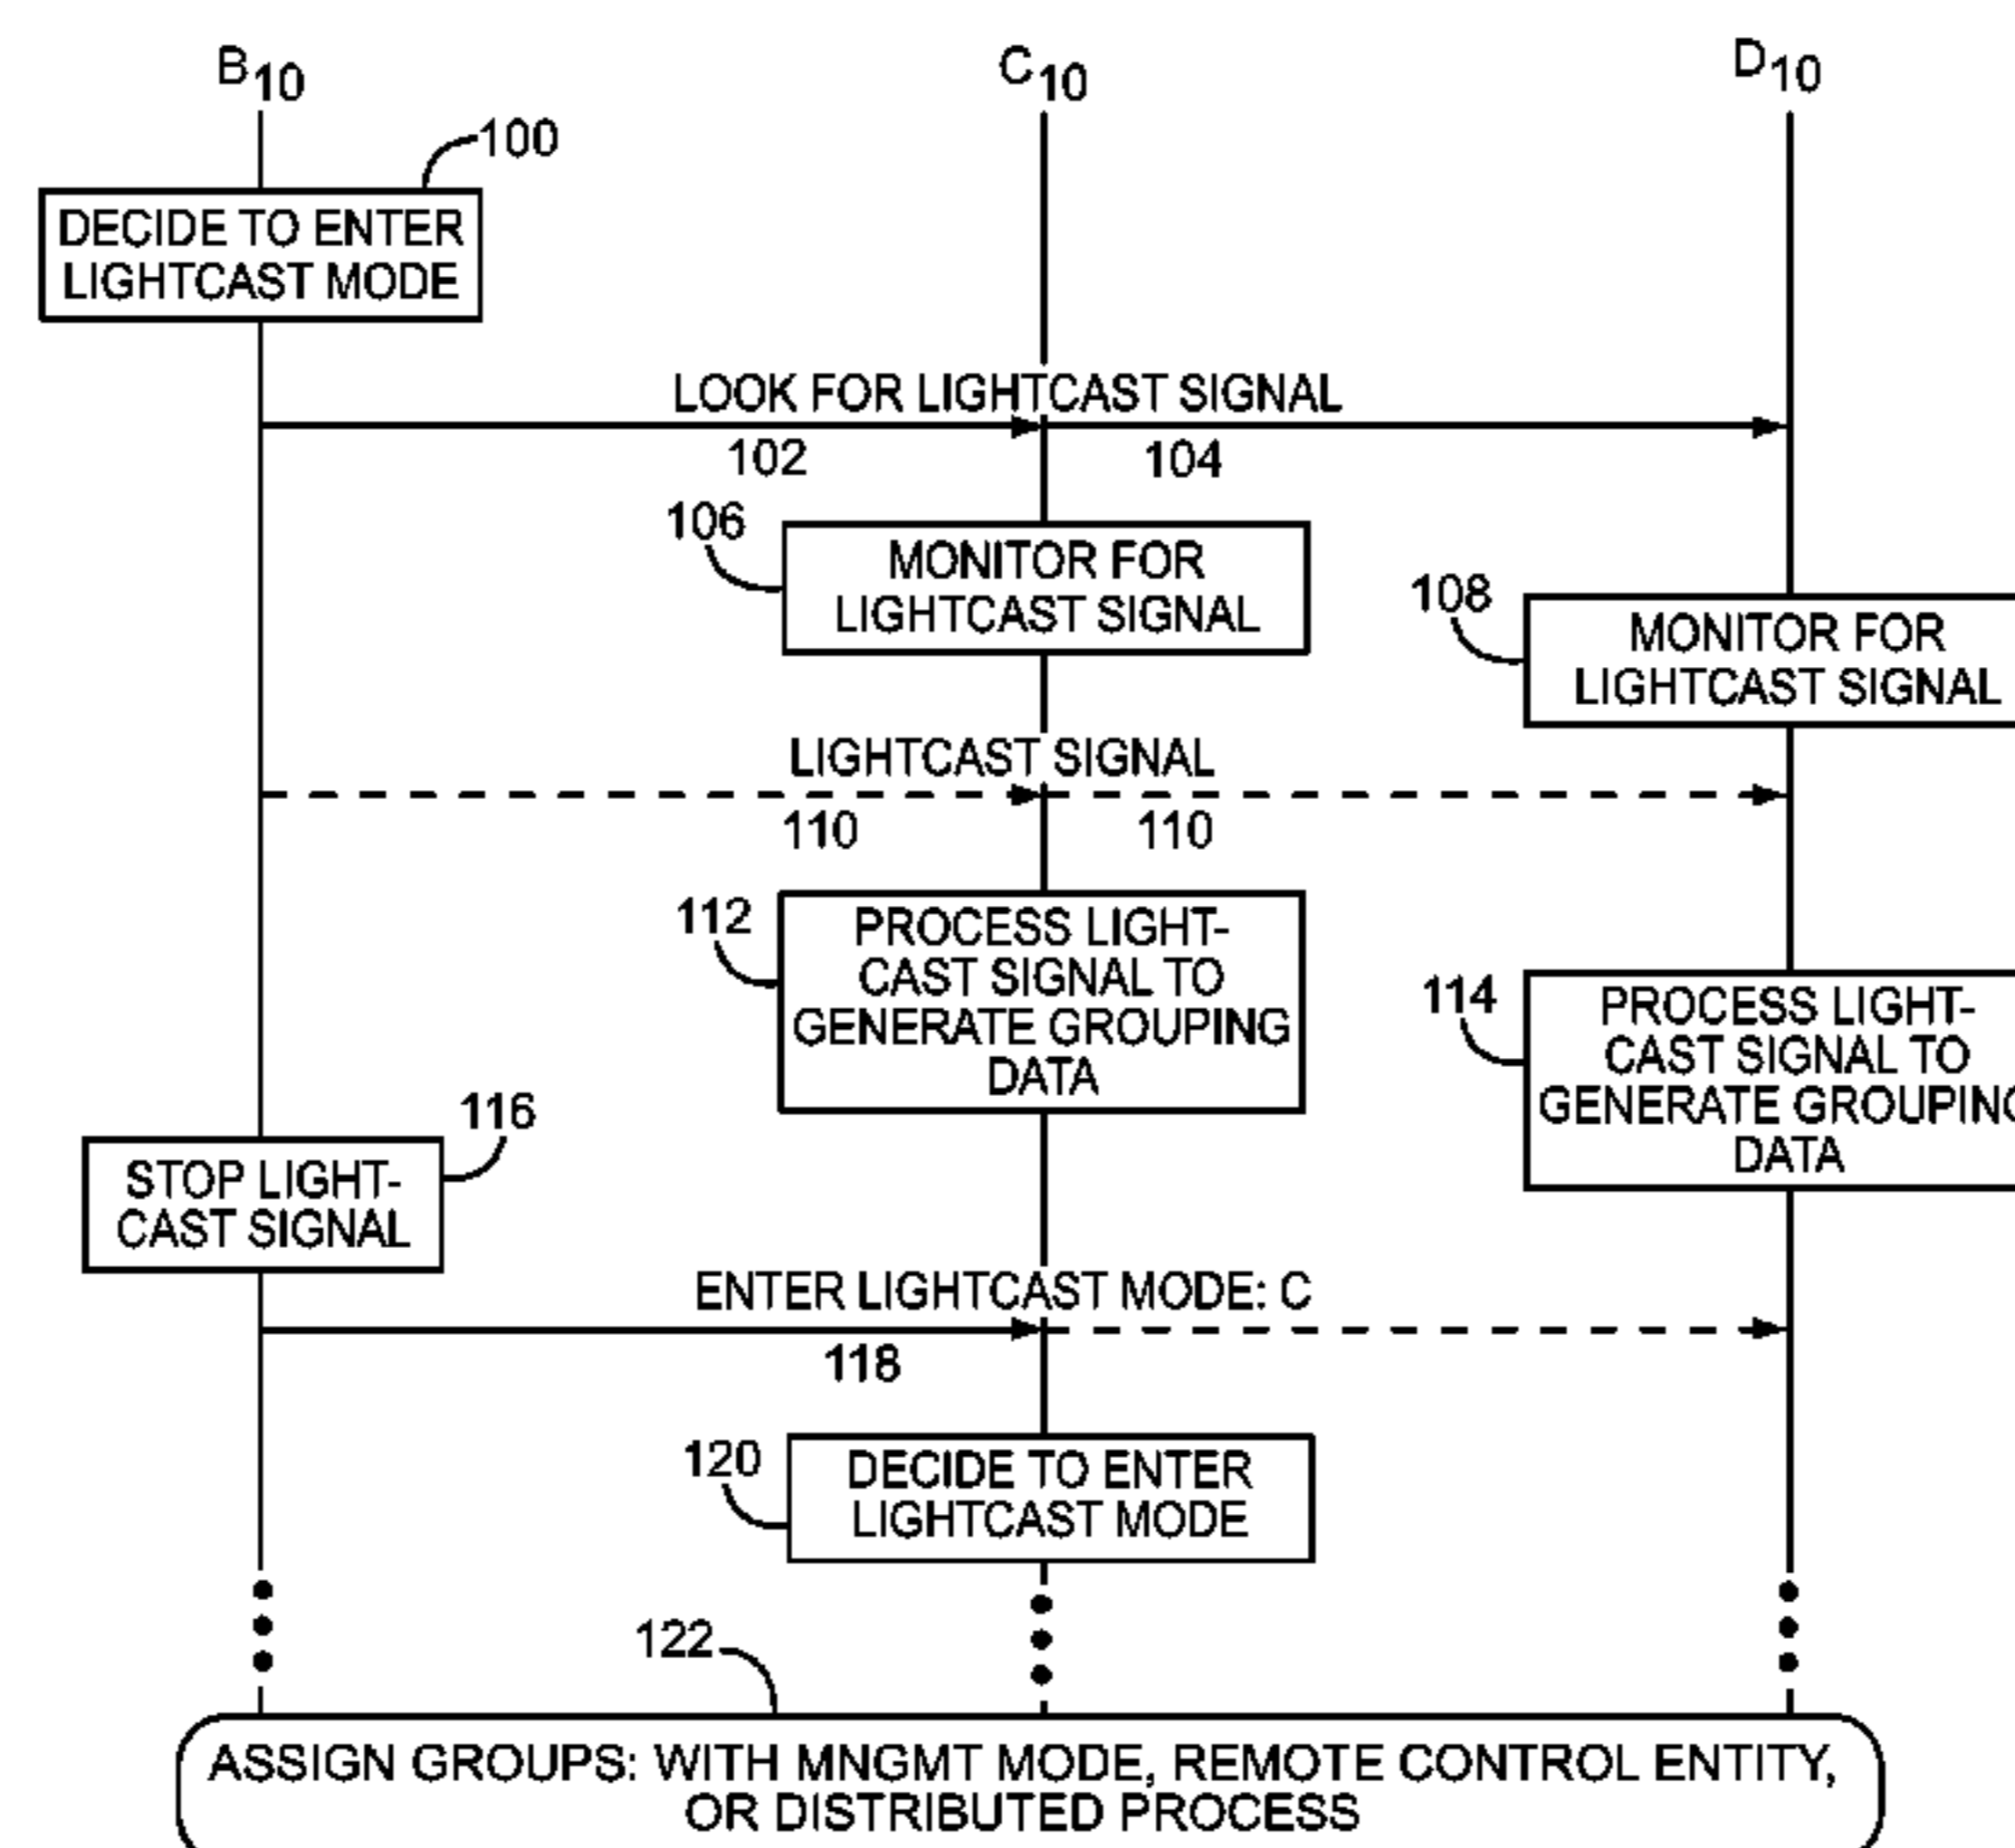 B10
C10
D10
100
DECIDE TO ENTER
LIGHTCAST MODE
LOOK FOR LIGHTCAST SIGNAL
102
104
106
MONITOR FOR
LIGHTCAST SIGNAL
108
MONITOR FOR
LIGHTCAST SIGNAL
LIGHTCAST SIGNAL
110
110
112
PROCESS LIGHT-
CAST SIGNAL TO
GENERATE GROUPING
DATA
114
PROCESS LIGHT-
CAST SIGNAL TO
GENERATE GROUPING
DATA
116
STOP LIGHT-
CAST SIGNAL
ENTER LIGHTCAST MODE: C
118
120
DECIDE TO ENTER
LIGHTCAST MODE
122
ASSIGN GROUPS: WITH MNGMT MODE, REMOTE CONTROL ENTITY,
OR DISTRIBUTED PROCESS